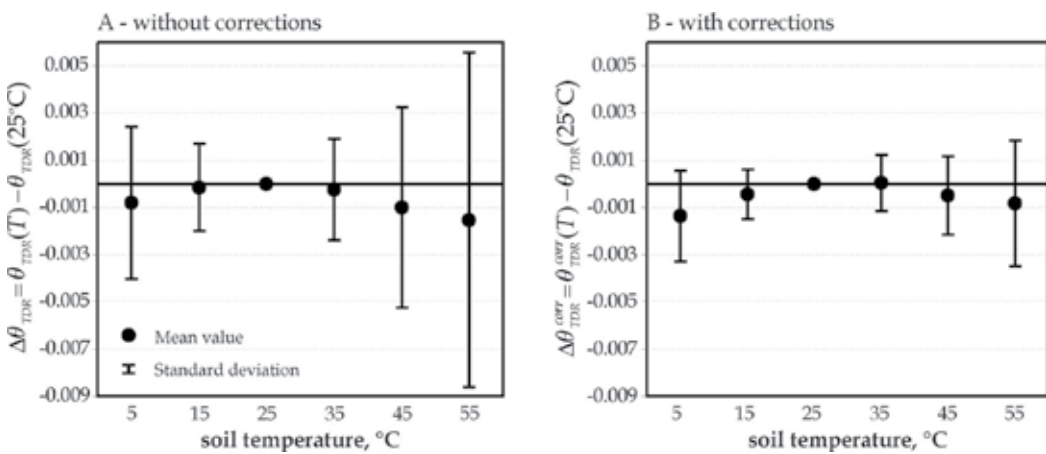 A - without corrections
Δθ_TDR = θ_TDR(T) − θ_TDR(25°C)
0.005
0.003
0.001
-0.001
-0.003
-0.005
-0.007
-0.009
Mean value
Standard deviation
5 15 25 35 45 55
soil temperature, °C
B - with corrections
Δθ_TDR^corr = θ_TDR^corr(T) − θ_TDR(25°C)
0.005
0.003
0.001
-0.001
-0.003
-0.005
-0.007
-0.009
5 15 25 35 45 55
soil temperature, °C